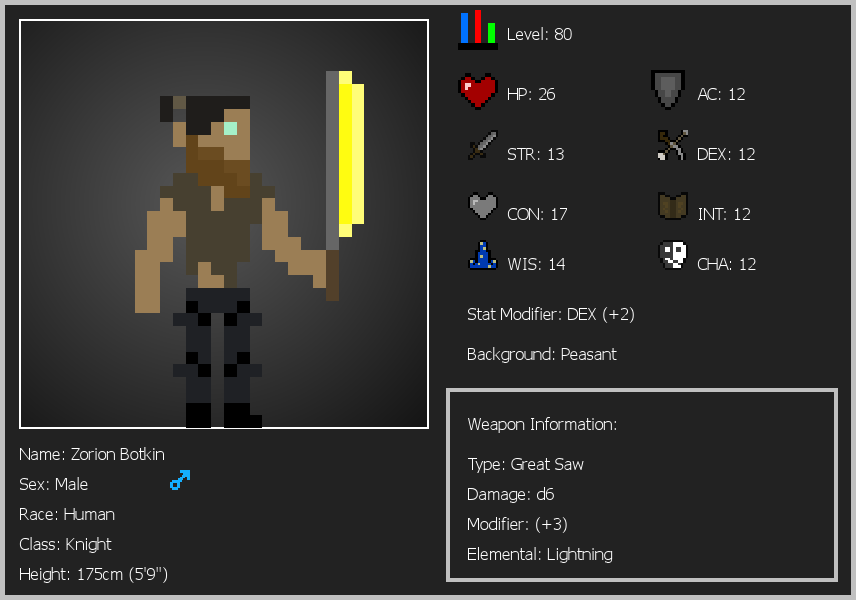 Level: 80
HP: 26
AC: 12
STR: 13
DEX: 12
CON: 17
INT: 12
WIS: 14
CHA: 12
Stat Modifier: DEX (+2)
Background: Peasant
Name: Zorion Botkin
Sex: Male
Race: Human
Class: Knight
Height: 175cm (5'9")
Weapon Information:
Type: Great Saw
Damage: d6
Modifier: (+3)
Elemental: Lightning